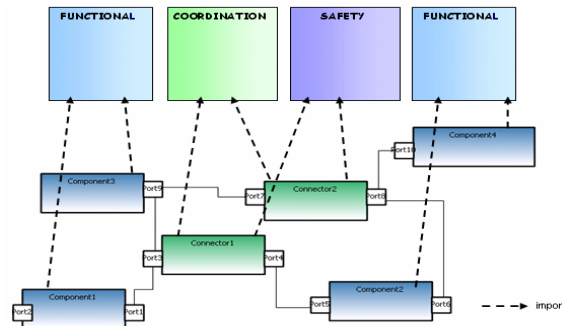 FUNCTIONAL
COORDINATION
SAFETY
FUNCTIONAL
Component4
Port10
Component3
Port9
Connector2
Port7
Port8
Connector1
Port3
Port4
Component1
Port2
Port1
Component2
Port5
Port6
impor